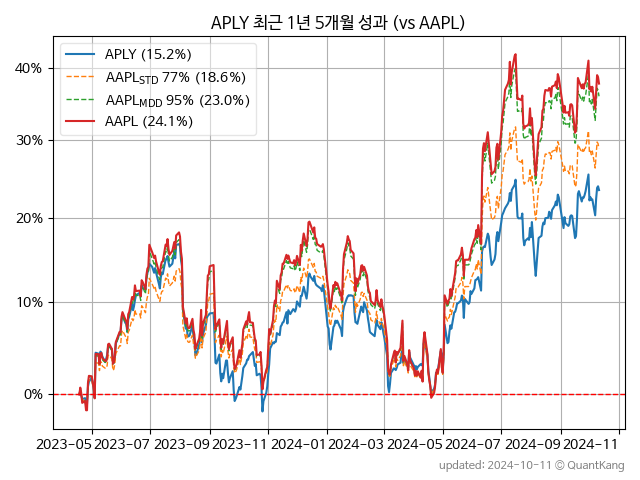 APLY 최근 1년 5개월 성과 (vs AAPL)
APLY (15.2%)
AAPL_STD 77% (18.6%)
AAPL_MDD 95% (23.0%)
AAPL (24.1%)
40%
30%
20%
10%
0%
2023-05 2023-07 2023-09 2023-11 2024-01 2024-03 2024-05 2024-07 2024-09 2024-11
updated: 2024-10-11 © QuantKang